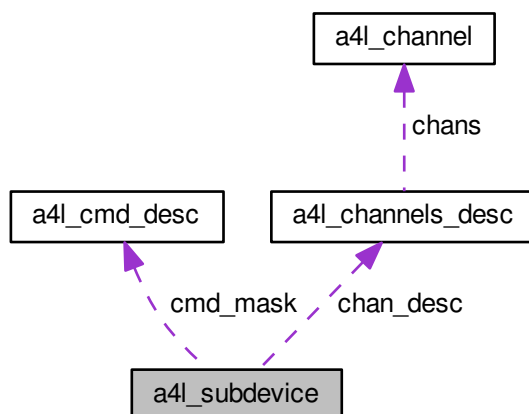 a4l_channel
chans
a4l_cmd_desc
a4l_channels_desc
cmd_mask
chan_desc
a4l_subdevice